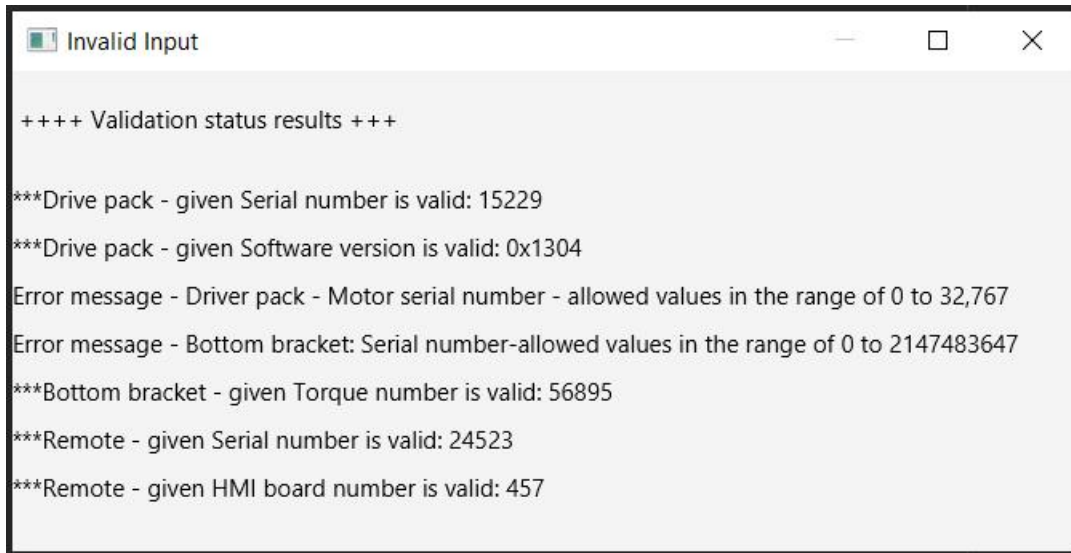 Invalid Input
++++ Validation status results +++
***Drive pack - given Serial number is valid: 15229
***Drive pack - given Software version is valid: 0x1304
Error message - Driver pack - Motor serial number - allowed values in the range of 0 to 32,767
Error message - Bottom bracket: Serial number-allowed values in the range of 0 to 2147483647
***Bottom bracket - given Torque number is valid: 56895
***Remote - given Serial number is valid: 24523
***Remote - given HMI board number is valid: 457